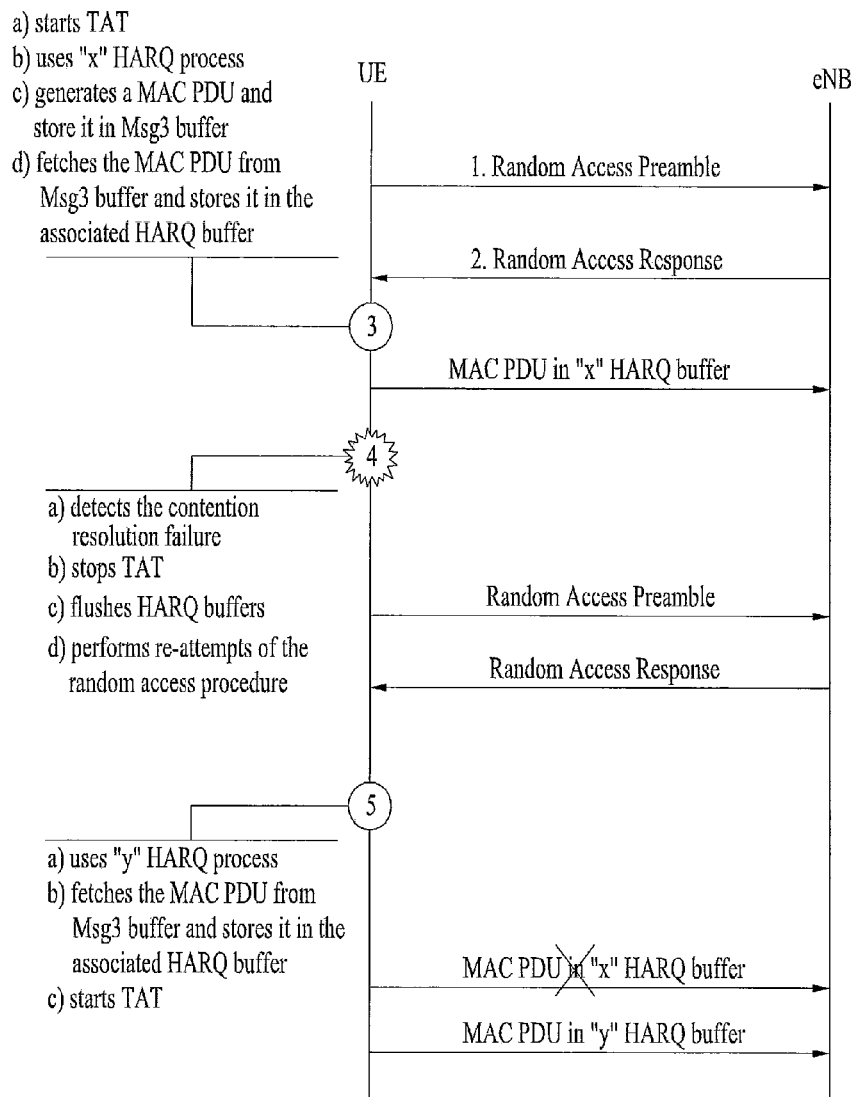 a) starts TAT
b) uses "x" HARQ process
c) generates a MAC PDU and
store it in Msg3 buffer
d) fetches the MAC PDU from
Msg3 buffer and stores it in the
associated HARQ buffer
UE
eNB
1. Random Access Preamble
2. Random Access Response
3
MAC PDU in "x" HARQ buffer
4
a) detects the contention
resolution failure
b) stops TAT
c) flushes HARQ buffers
d) performs re-attempts of the
random access procedure
Random Access Preamble
Random Access Response
5
a) uses "y" HARQ process
b) fetches the MAC PDU from
Msg3 buffer and stores it in the
associated HARQ buffer
c) starts TAT
MAC PDU in "x" HARQ buffer
MAC PDU in "y" HARQ buffer